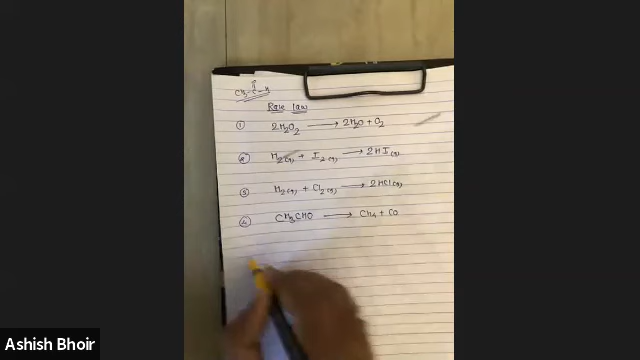 O
CH3-C-H
Rate law
① 2H2O2 ⟶ 2H2O + O2
② H2(g) + I2(g) ⟶ 2HI(g)
③ H2(g) + Cl2(g) ⟶ 2HCl(g)
④ CH3CHO ⟶ CH4 + CO
Ashish Bhoir